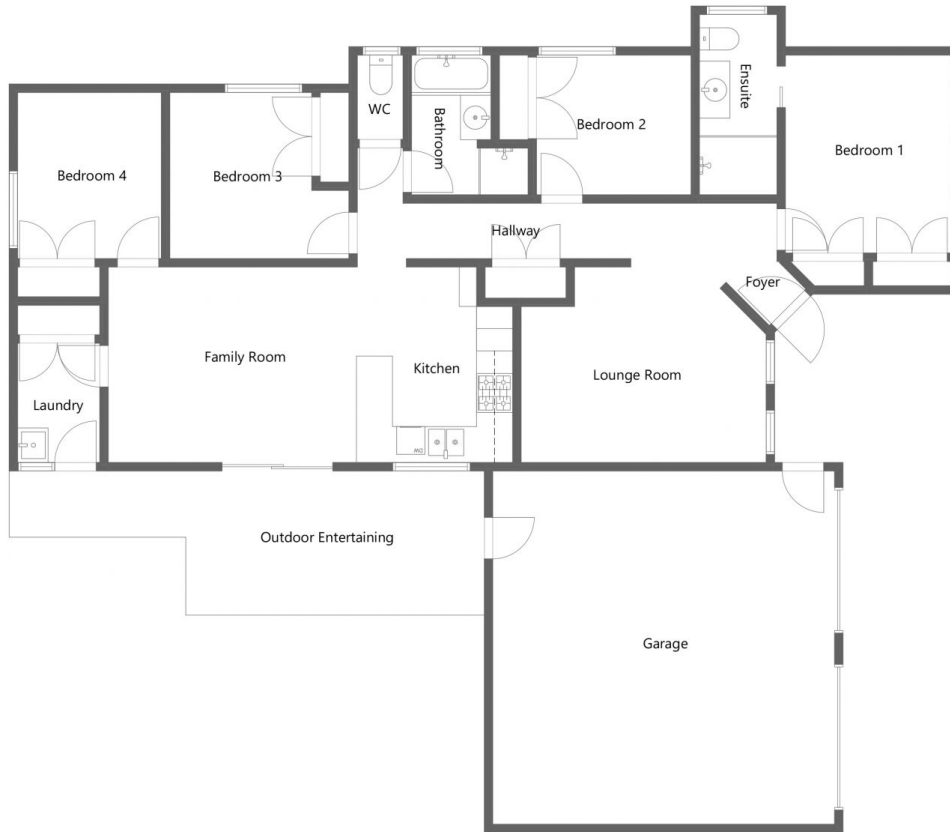 Ensuite
WC
Bathroom
Bedroom 2
Bedroom 1
Bedroom 4
Bedroom 3
Hallway
Foyer
Family Room
Kitchen
Lounge Room
Laundry
DW
Outdoor Entertaining
Garage